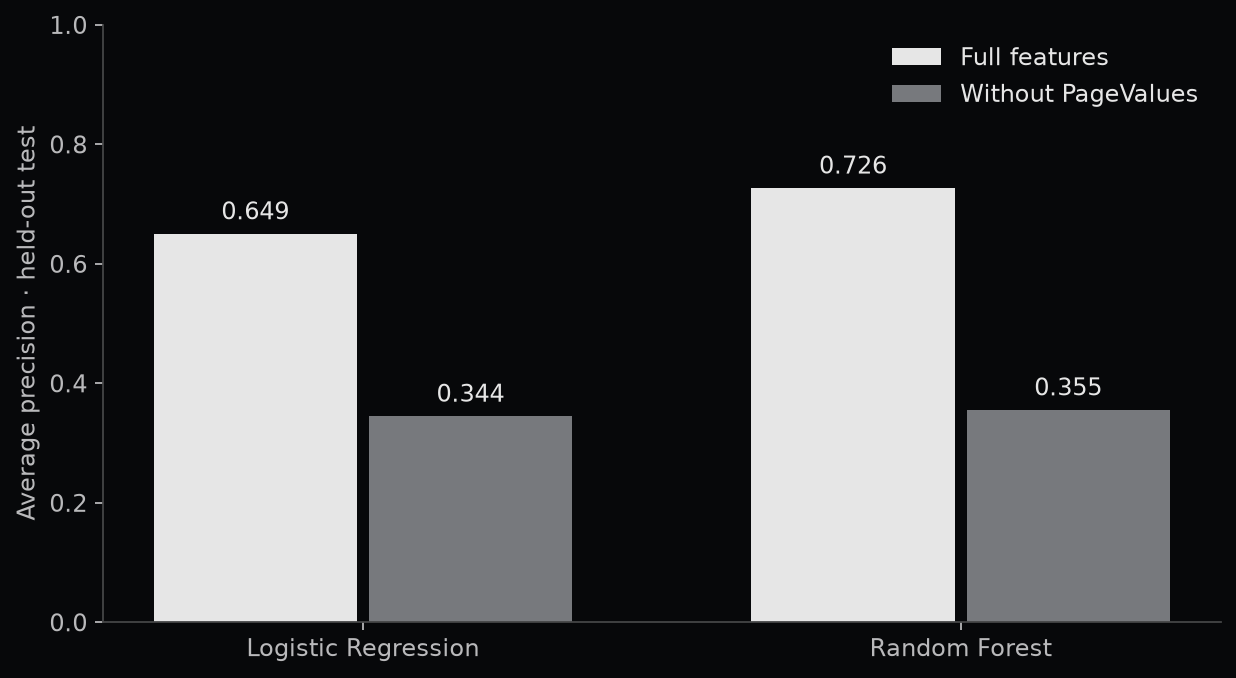 1.0
Full features
Without PageValues
0.8
0.726
0.649
0.6
0.4
0.344
0.355
0.2
0.0
Average precision · held-out test
Logistic Regression
Random Forest